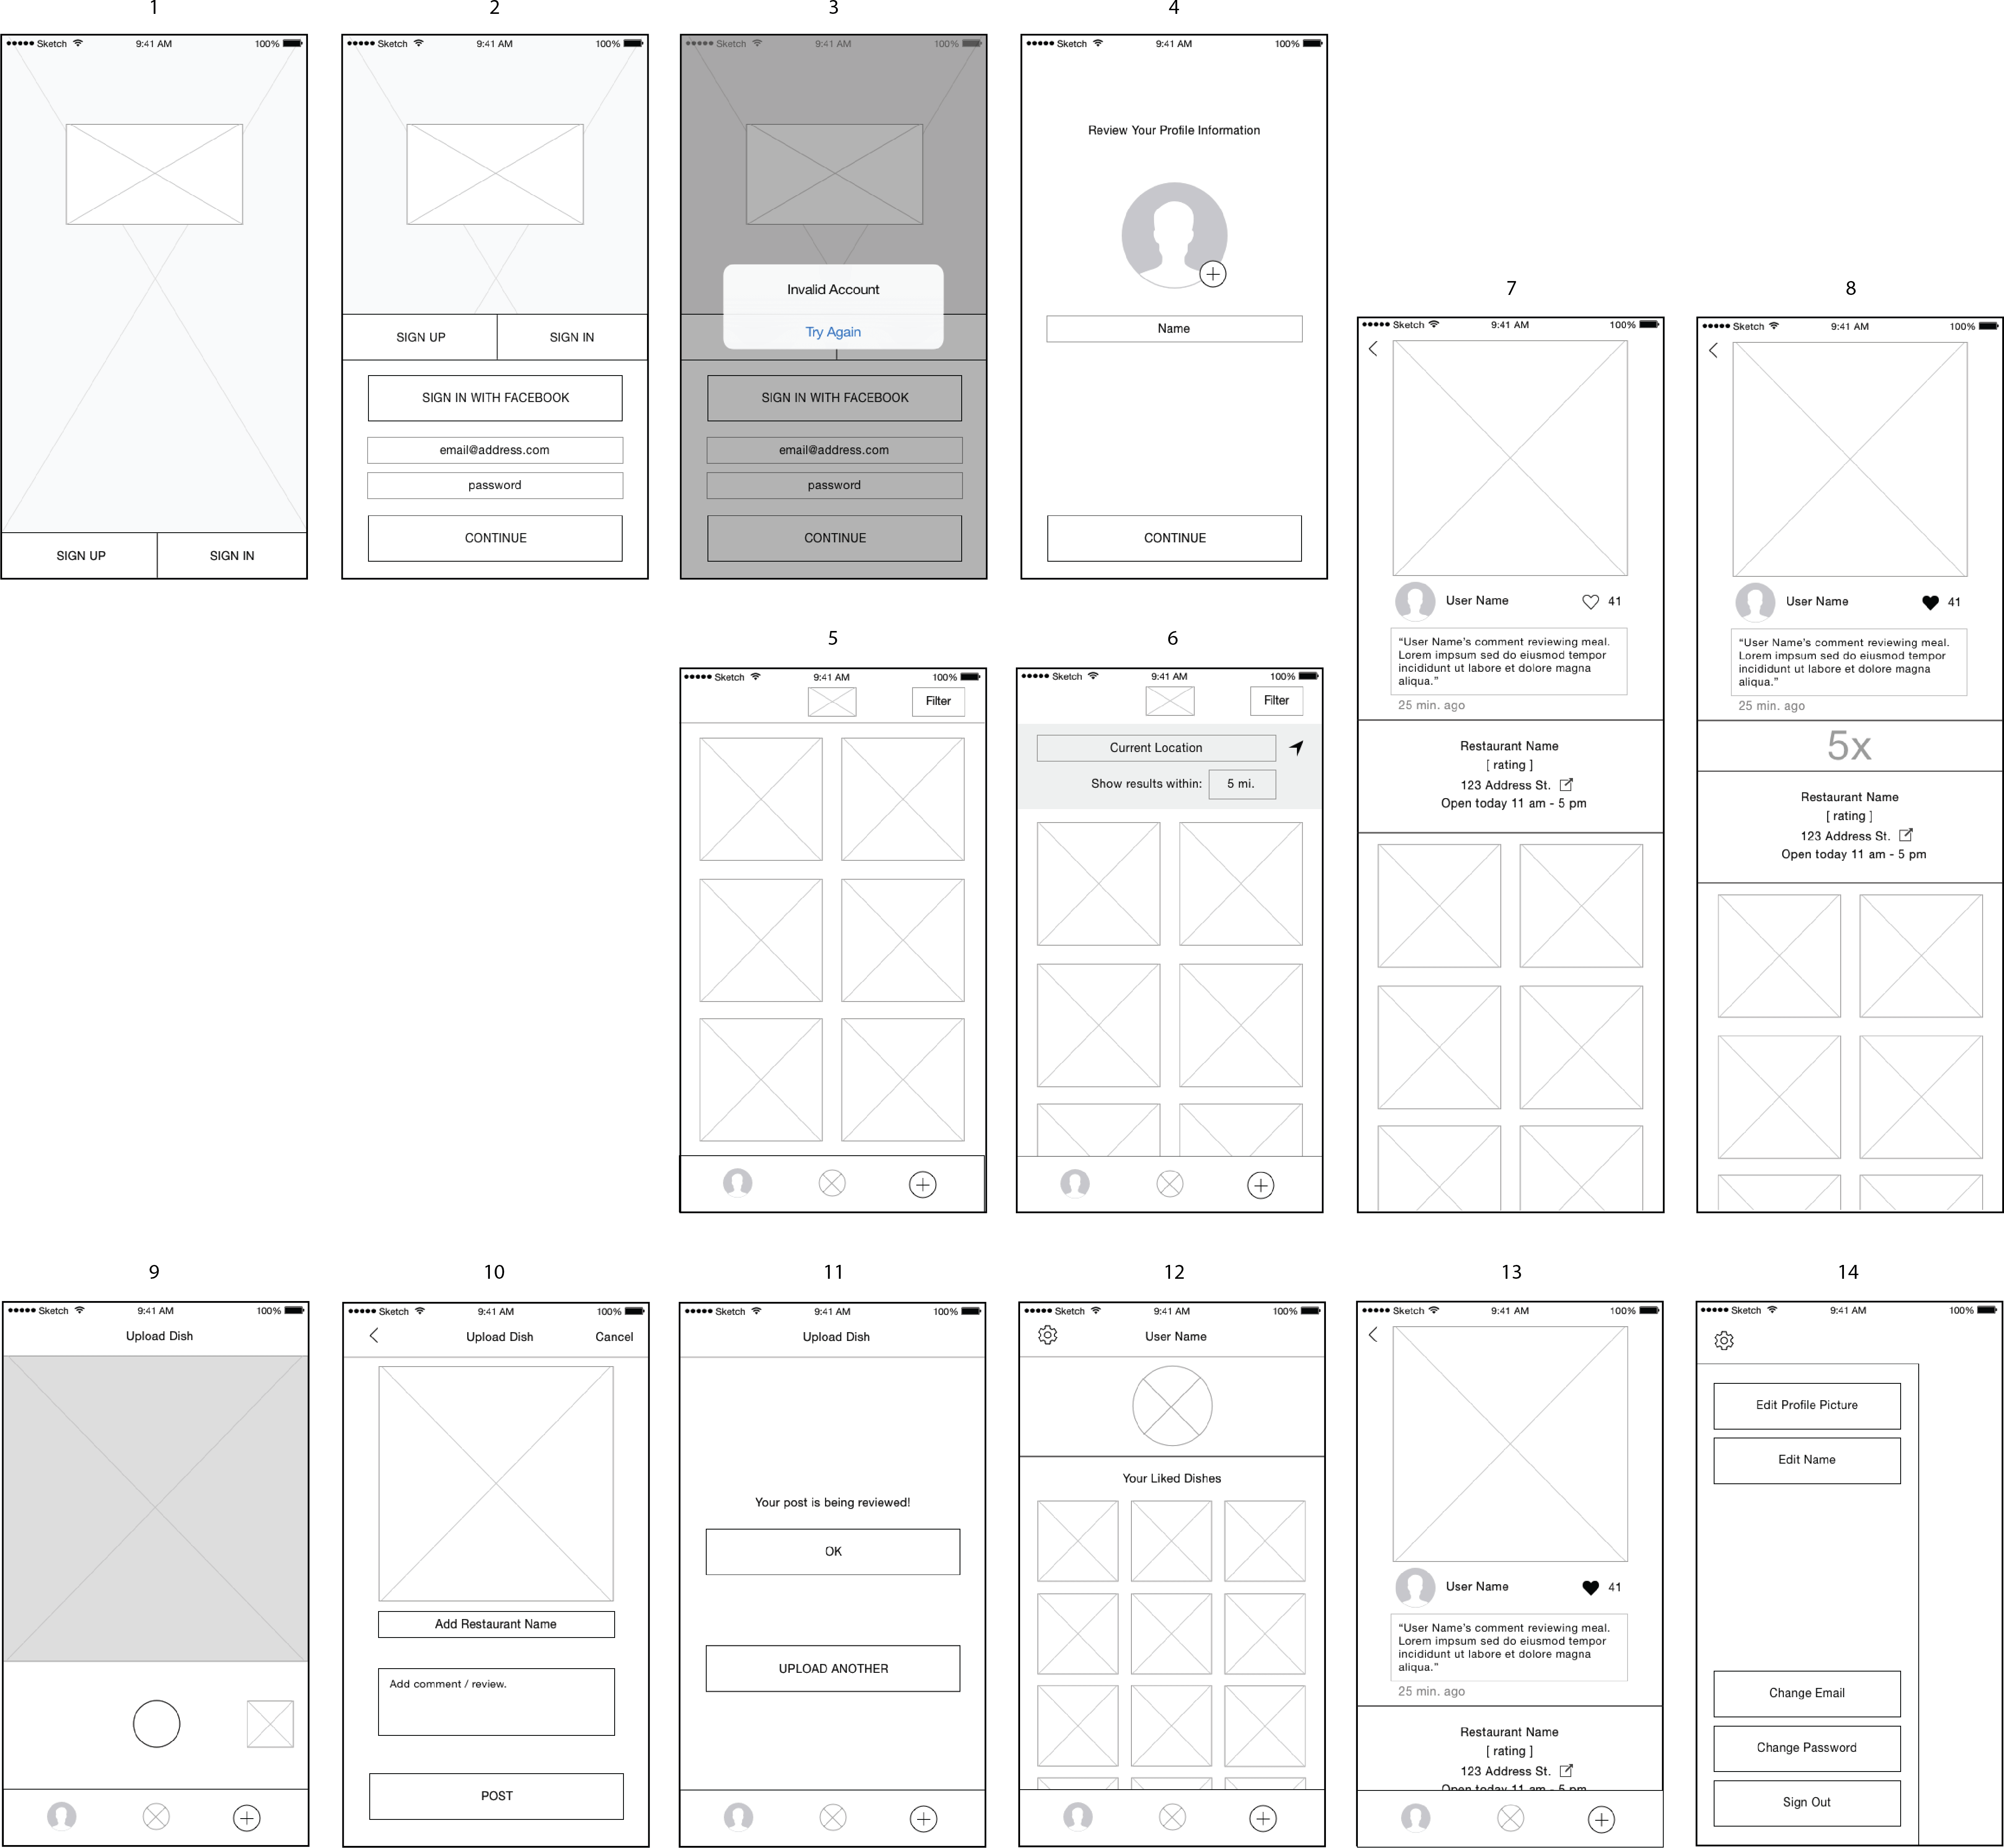 1
●●●●● Sketch 9:41 AM 100%
SIGN UP SIGN IN
2
●●●●● Sketch 9:41 AM 100%
SIGN UP SIGN IN
SIGN IN WITH FACEBOOK
email@address.com
password
CONTINUE
3
●●●●● Sketch 9:41 AM 100%
Invalid Account
Try Again
SIGN IN WITH FACEBOOK
email@address.com
password
CONTINUE
4
●●●●● Sketch 9:41 AM 100%
Review Your Profile Information
Name
CONTINUE
5
●●●●● Sketch 9:41 AM 100%
Filter
6
●●●●● Sketch 9:41 AM 100%
Filter
Current Location
Show results within: 5 mi.
7
●●●●● Sketch 9:41 AM 100%
User Name 41
“User Name’s comment reviewing meal.
Lorem impsum sed do eiusmod tempor
incididunt ut labore et dolore magna
aliqua.”
25 min. ago
Restaurant Name
[ rating ]
123 Address St.
Open today 11 am - 5 pm
8
●●●●● Sketch 9:41 AM 100%
User Name 41
“User Name’s comment reviewing meal.
Lorem impsum sed do eiusmod tempor
incididunt ut labore et dolore magna
aliqua.”
25 min. ago
5x
Restaurant Name
[ rating ]
123 Address St.
Open today 11 am - 5 pm
9
●●●●● Sketch 9:41 AM 100%
Upload Dish
10
●●●●● Sketch 9:41 AM 100%
Upload Dish Cancel
Add Restaurant Name
Add comment / review.
POST
11
●●●●● Sketch 9:41 AM 100%
Upload Dish
Your post is being reviewed!
OK
UPLOAD ANOTHER
12
●●●●● Sketch 9:41 AM 100%
User Name
Your Liked Dishes
13
●●●●● Sketch 9:41 AM 100%
User Name 41
“User Name’s comment reviewing meal.
Lorem impsum sed do eiusmod tempor
incididunt ut labore et dolore magna
aliqua.”
25 min. ago
Restaurant Name
[ rating ]
123 Address St.
Open today 11 am - 5 pm
14
●●●●● Sketch 9:41 AM 100%
Edit Profile Picture
Edit Name
Change Email
Change Password
Sign Out